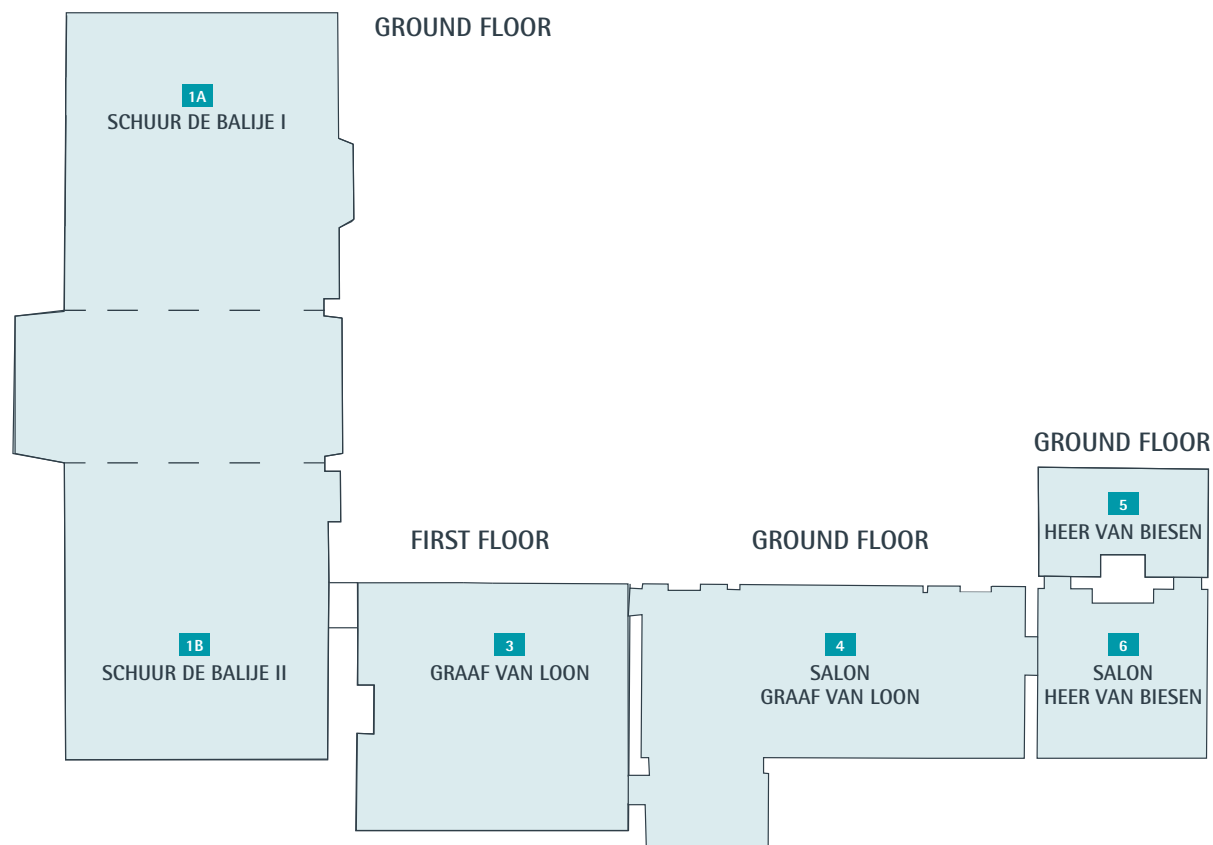 GROUND FLOOR
1A
SCHUUR DE BALIJE I
GROUND FLOOR
5
HEER VAN BIESEN
FIRST FLOOR
GROUND FLOOR
1B
SCHUUR DE BALIJE II
3
GRAAF VAN LOON
4
SALON
GRAAF VAN LOON
6
SALON
HEER VAN BIESEN